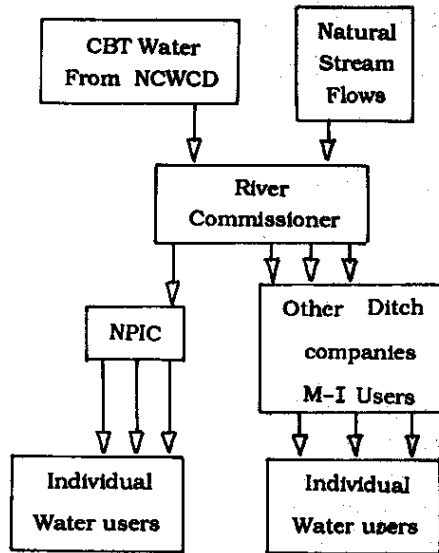 CBT Water
From NCWCD
Natural
Stream
Flows
River
Commissioner
NPIC
Other Ditch
companies
M-I Users
Individual
Water users
Individual
Water users